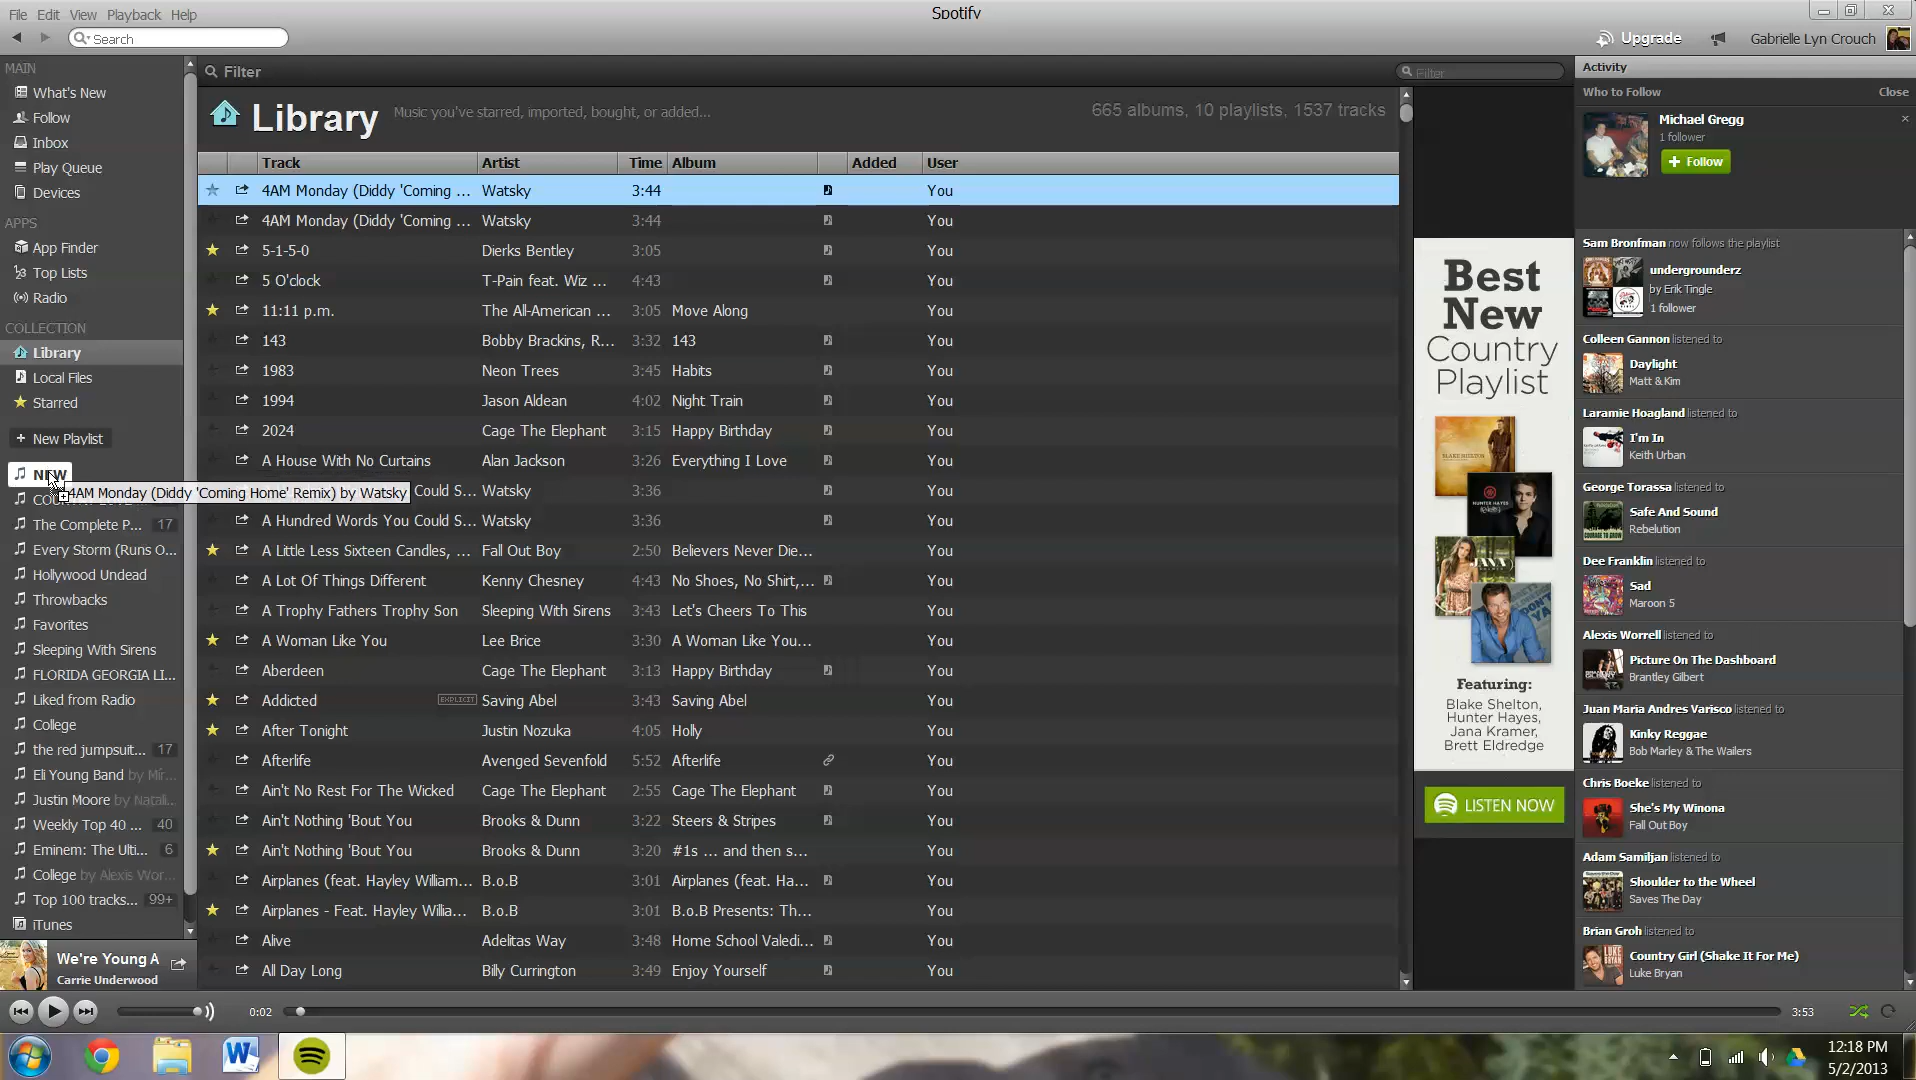 File Edit View Playback Help
Spotify
Search
Upgrade
Gabrielle Lyn Crouch
MAIN
What's New
Follow
Inbox
Play Queue
Devices
APPS
App Finder
Top Lists
Radio
COLLECTION
Library
Local Files
Starred
+ New Playlist
NEW
4AM Monday (Diddy 'Coming Home' Remix) by Watsky
The Complete P... 17
Every Storm (Runs O...
Hollywood Undead
Throwbacks
Favorites
Sleeping With Sirens
FLORIDA GEORGIA LI...
Liked from Radio
College
the red jumpsuit... 17
Eli Young Band by Mír...
Justin Moore by Natali...
Weekly Top 40 ... 40
Eminem: The Ulti... 6
College by Alexis Wor...
Top 100 tracks... 99+
iTunes
We're Young A
Carrie Underwood
Filter
Filter
Library Music you've starred, imported, bought, or added... 665 albums, 10 playlists, 1537 tracks
Track Artist Time Album Added User
4AM Monday (Diddy 'Coming ... Watsky 3:44 You
4AM Monday (Diddy 'Coming ... Watsky 3:44 You
5-1-5-0 Dierks Bentley 3:05 You
5 O'clock T-Pain feat. Wiz ... 4:43 You
11:11 p.m. The All-American ... 3:05 Move Along You
143 Bobby Brackins, R... 3:32 143 You
1983 Neon Trees 3:45 Habits You
1994 Jason Aldean 4:02 Night Train You
2024 Cage The Elephant 3:15 Happy Birthday You
A House With No Curtains Alan Jackson 3:26 Everything I Love You
Could S... Watsky 3:36 You
A Hundred Words You Could S... Watsky 3:36 You
A Little Less Sixteen Candles, ... Fall Out Boy 2:50 Believers Never Die... You
A Lot Of Things Different Kenny Chesney 4:43 No Shoes, No Shirt,... You
A Trophy Fathers Trophy Son Sleeping With Sirens 3:43 Let's Cheers To This You
A Woman Like You Lee Brice 3:30 A Woman Like You... You
Aberdeen Cage The Elephant 3:13 Happy Birthday You
Addicted EXPLICIT Saving Abel 3:43 Saving Abel You
After Tonight Justin Nozuka 4:05 Holly You
Afterlife Avenged Sevenfold 5:52 Afterlife You
Ain't No Rest For The Wicked Cage The Elephant 2:55 Cage The Elephant You
Ain't Nothing 'Bout You Brooks & Dunn 3:22 Steers & Stripes You
Ain't Nothing 'Bout You Brooks & Dunn 3:20 #1s ... and then s... You
Airplanes (feat. Hayley William... B.o.B 3:01 Airplanes (feat. Ha... You
Airplanes - Feat. Hayley Willia... B.o.B 3:01 B.o.B Presents: Th... You
Alive Adelitas Way 3:48 Home School Valedi... You
All Day Long Billy Currington 3:49 Enjoy Yourself You
Best
New
Country
Playlist
BLAKE SHELTON
HUNTER HAYES
JANA
Featuring:
Blake Shelton,
Hunter Hayes,
Jana Kramer,
Brett Eldredge
LISTEN NOW
Activity
Who to Follow Close
Michael Gregg
1 follower
+ Follow
Sam Bronfman now follows the playlist
undergrounderz
by Erik Tingle
1 follower
Colleen Gannon listened to
Daylight
Matt & Kim
Laramie Hoagland listened to
I'm In
Keith Urban
George Torassa listened to
Safe And Sound
Rebelution
Dee Franklin listened to
Sad
Maroon 5
Alexis Worrell listened to
Picture On The Dashboard
Brantley Gilbert
Juan Maria Andres Varisco listened to
Kinky Reggae
Bob Marley & The Wailers
Chris Boeke listened to
She's My Winona
Fall Out Boy
Adam Samiljan listened to
Shoulder to the Wheel
Saves The Day
Brian Groh listened to
Country Girl (Shake It For Me)
Luke Bryan
LUKE
BRYAN
0:02 3:53
12:18 PM
5/2/2013